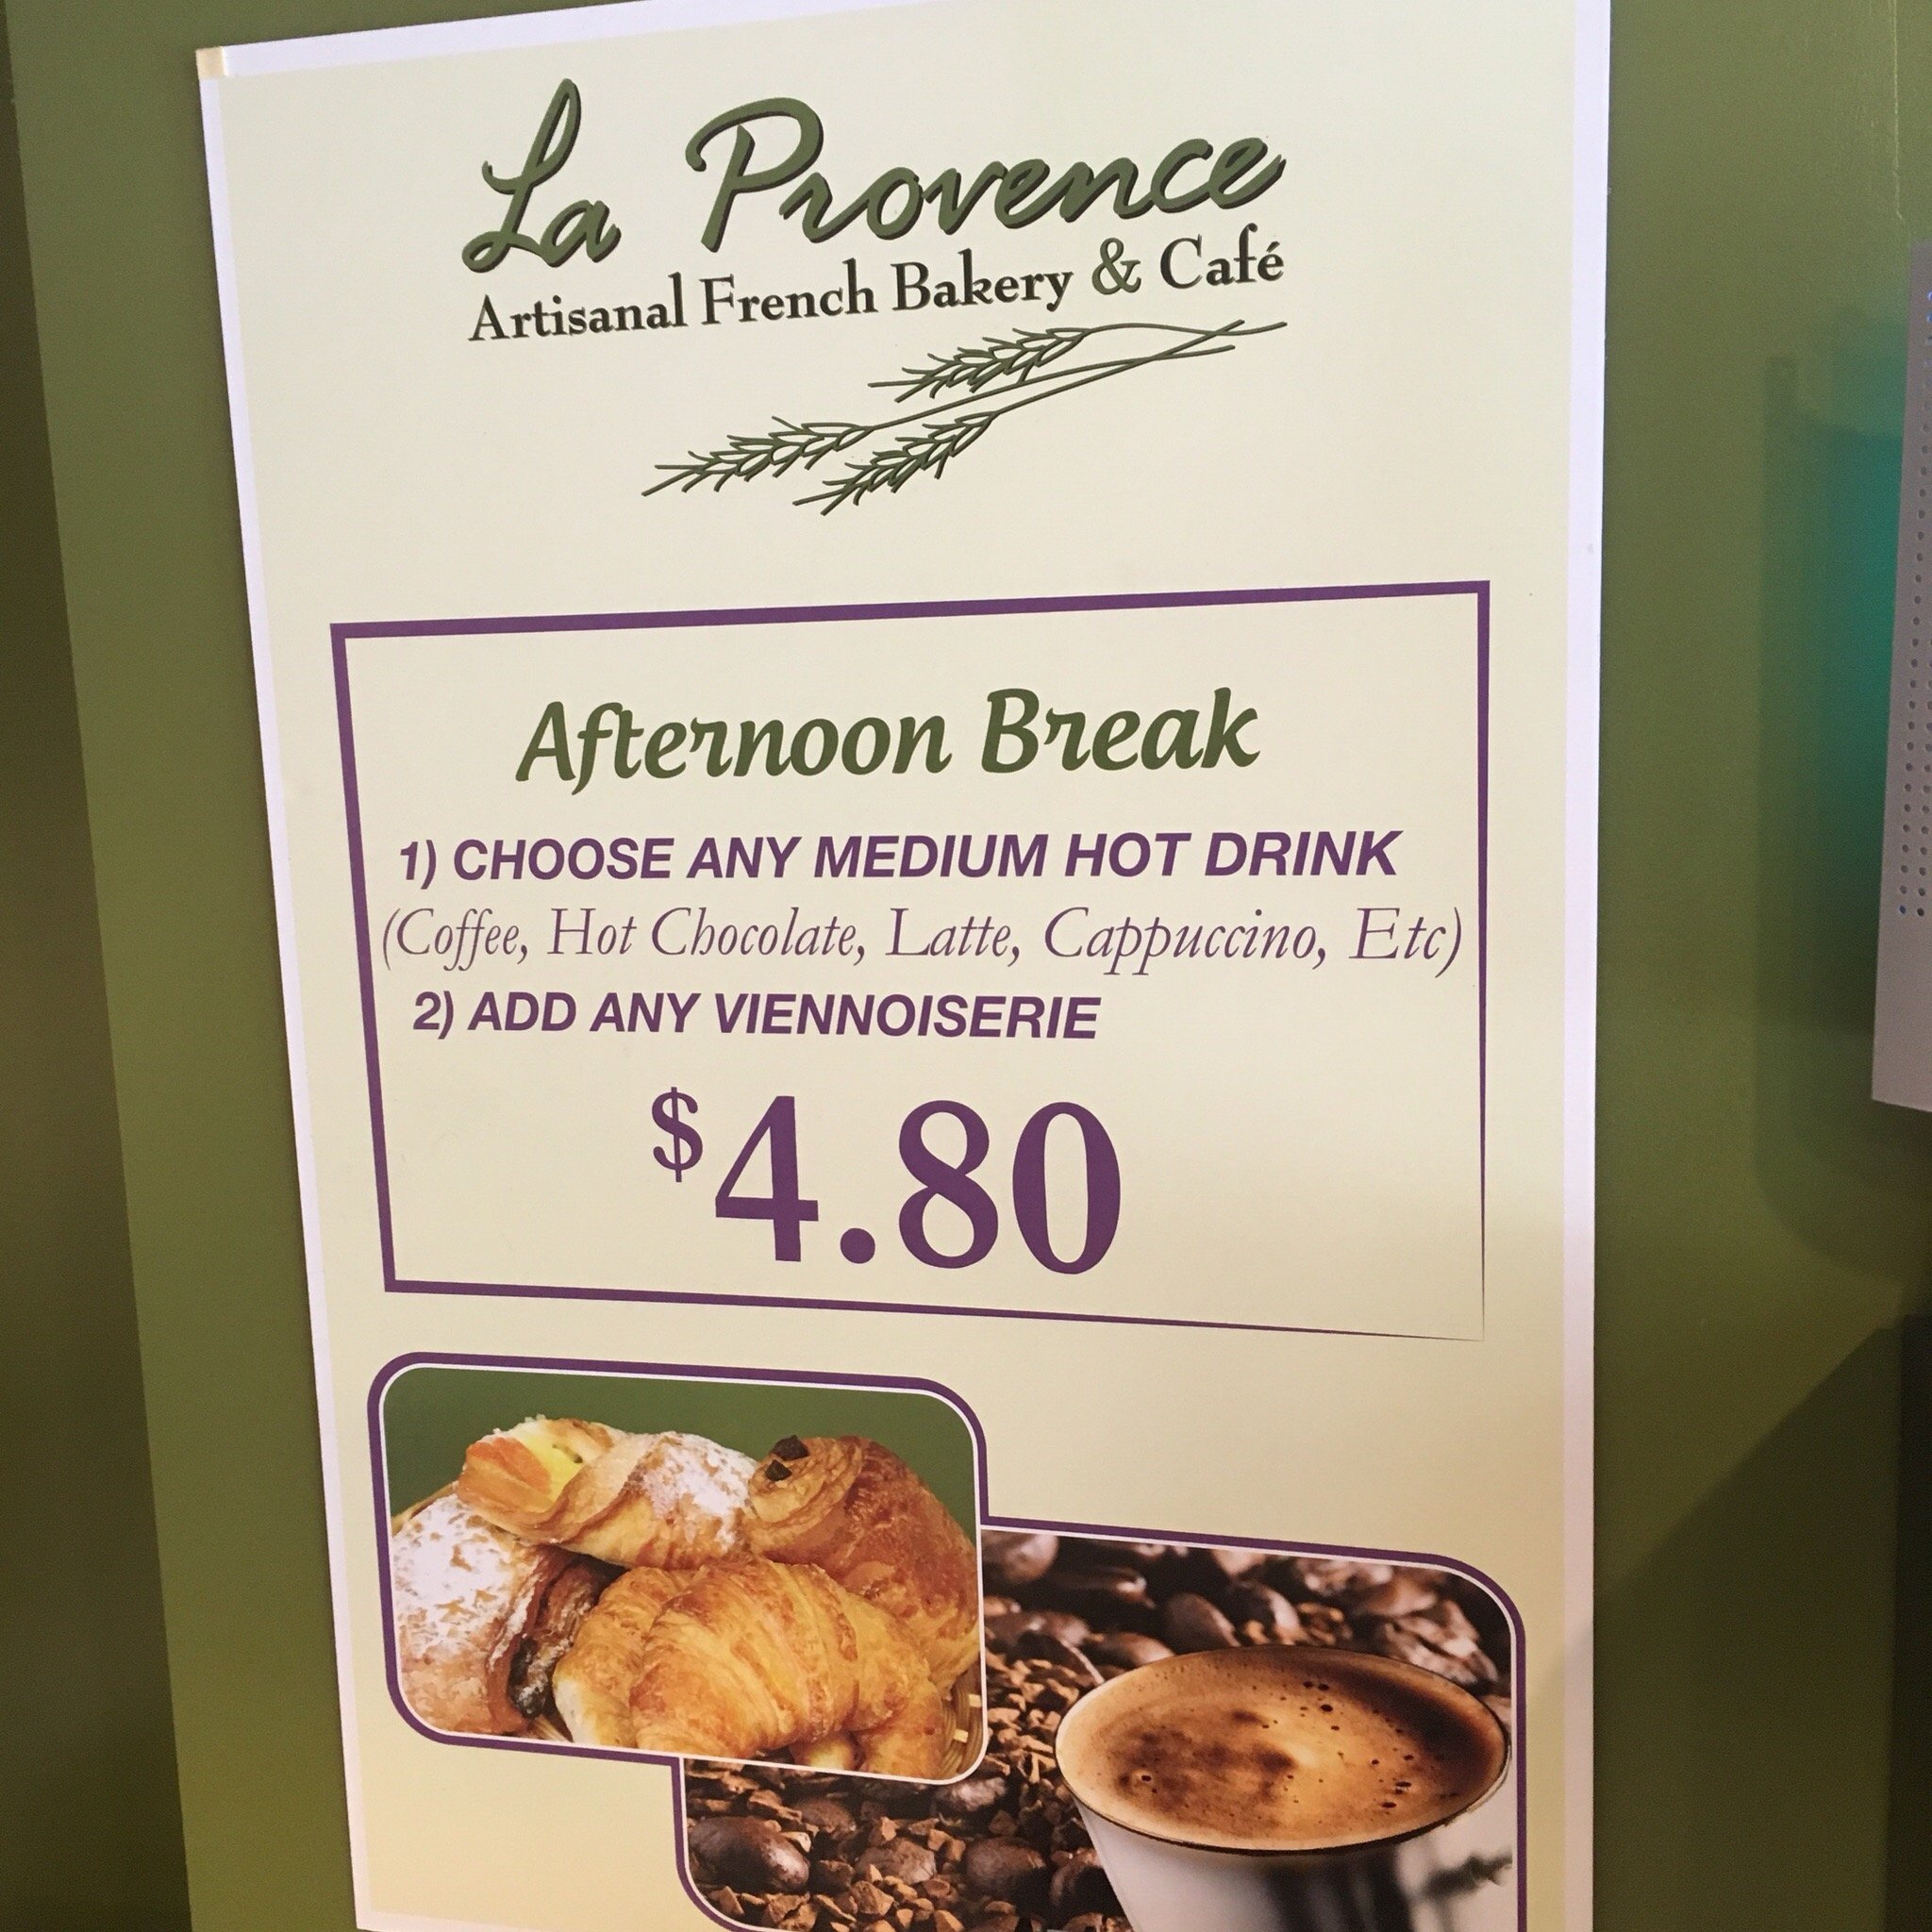 La Provence
Artisanal French Bakery & Café
Afternoon Break
1) CHOOSE ANY MEDIUM HOT DRINK
(Coffee, Hot Chocolate, Latte, Cappuccino, Etc)
2) ADD ANY VIENNOISERIE
$4.80